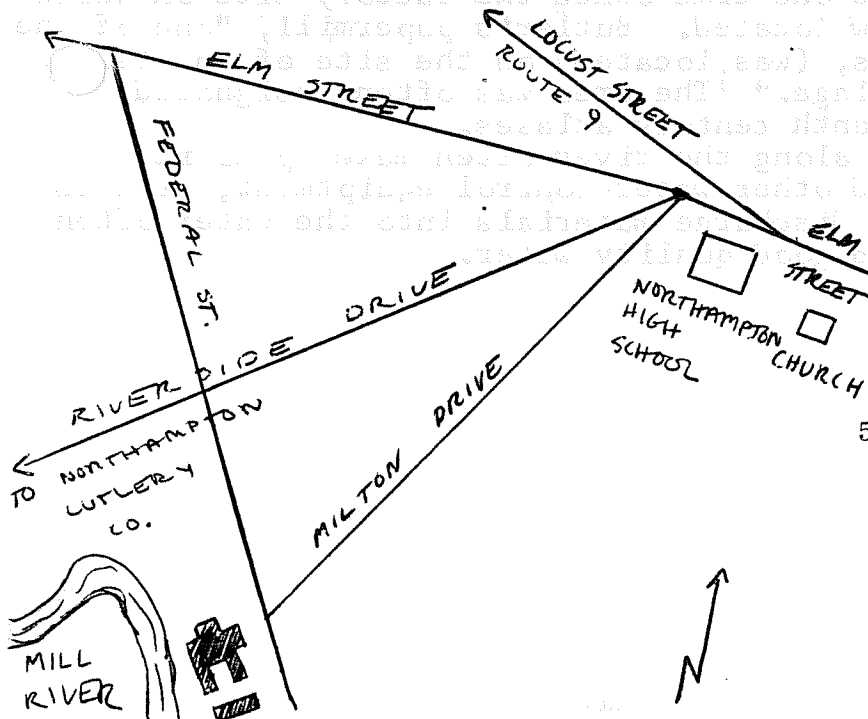 LOCUST STREET
ROUTE 9
ELM STREET
FEDERAL ST.
ELM
STREET
NORTHAMPTON
HIGH
SCHOOL
CHURCH
RIVERSIDE DRIVE
MILTON DRIVE
TO NORTHAMPTON
CUTLERY
CO.
5
MILL
RIVER
N